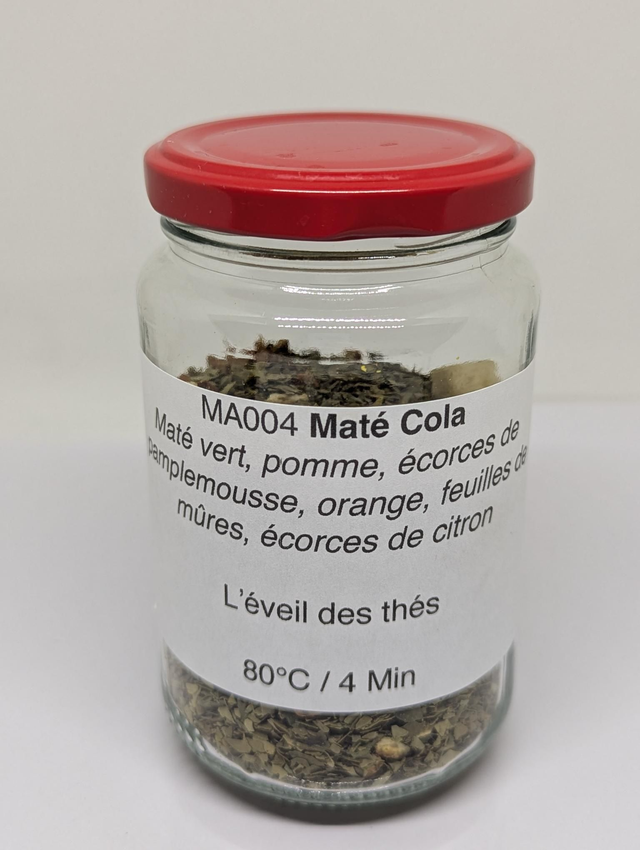 MA004 Maté Cola
Maté vert, pomme, écorces de
pamplemousse, orange, feuilles de
mûres, écorces de citron
L'éveil des thés
80°C / 4 Min